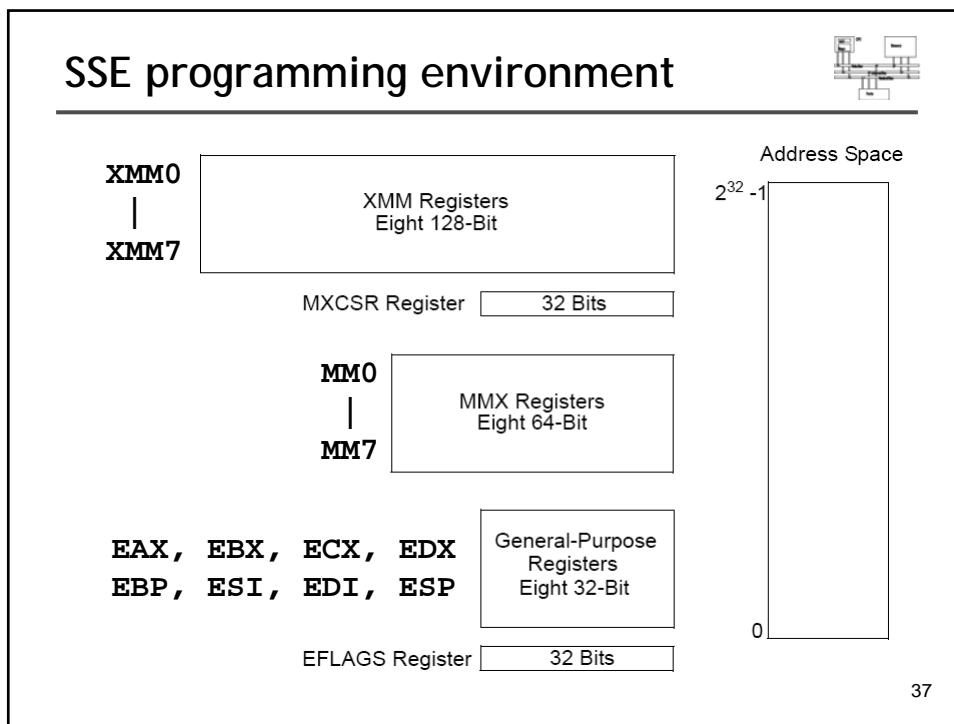 SSE programming environment
Address Space
XMM0
|
XMM7
XMM Registers
Eight 128-Bit
2³² -1
MXCSR Register
32 Bits
MM0
|
MM7
MMX Registers
Eight 64-Bit
EAX, EBX, ECX, EDX
EBP, ESI, EDI, ESP
General-Purpose
Registers
Eight 32-Bit
0
EFLAGS Register
32 Bits
37